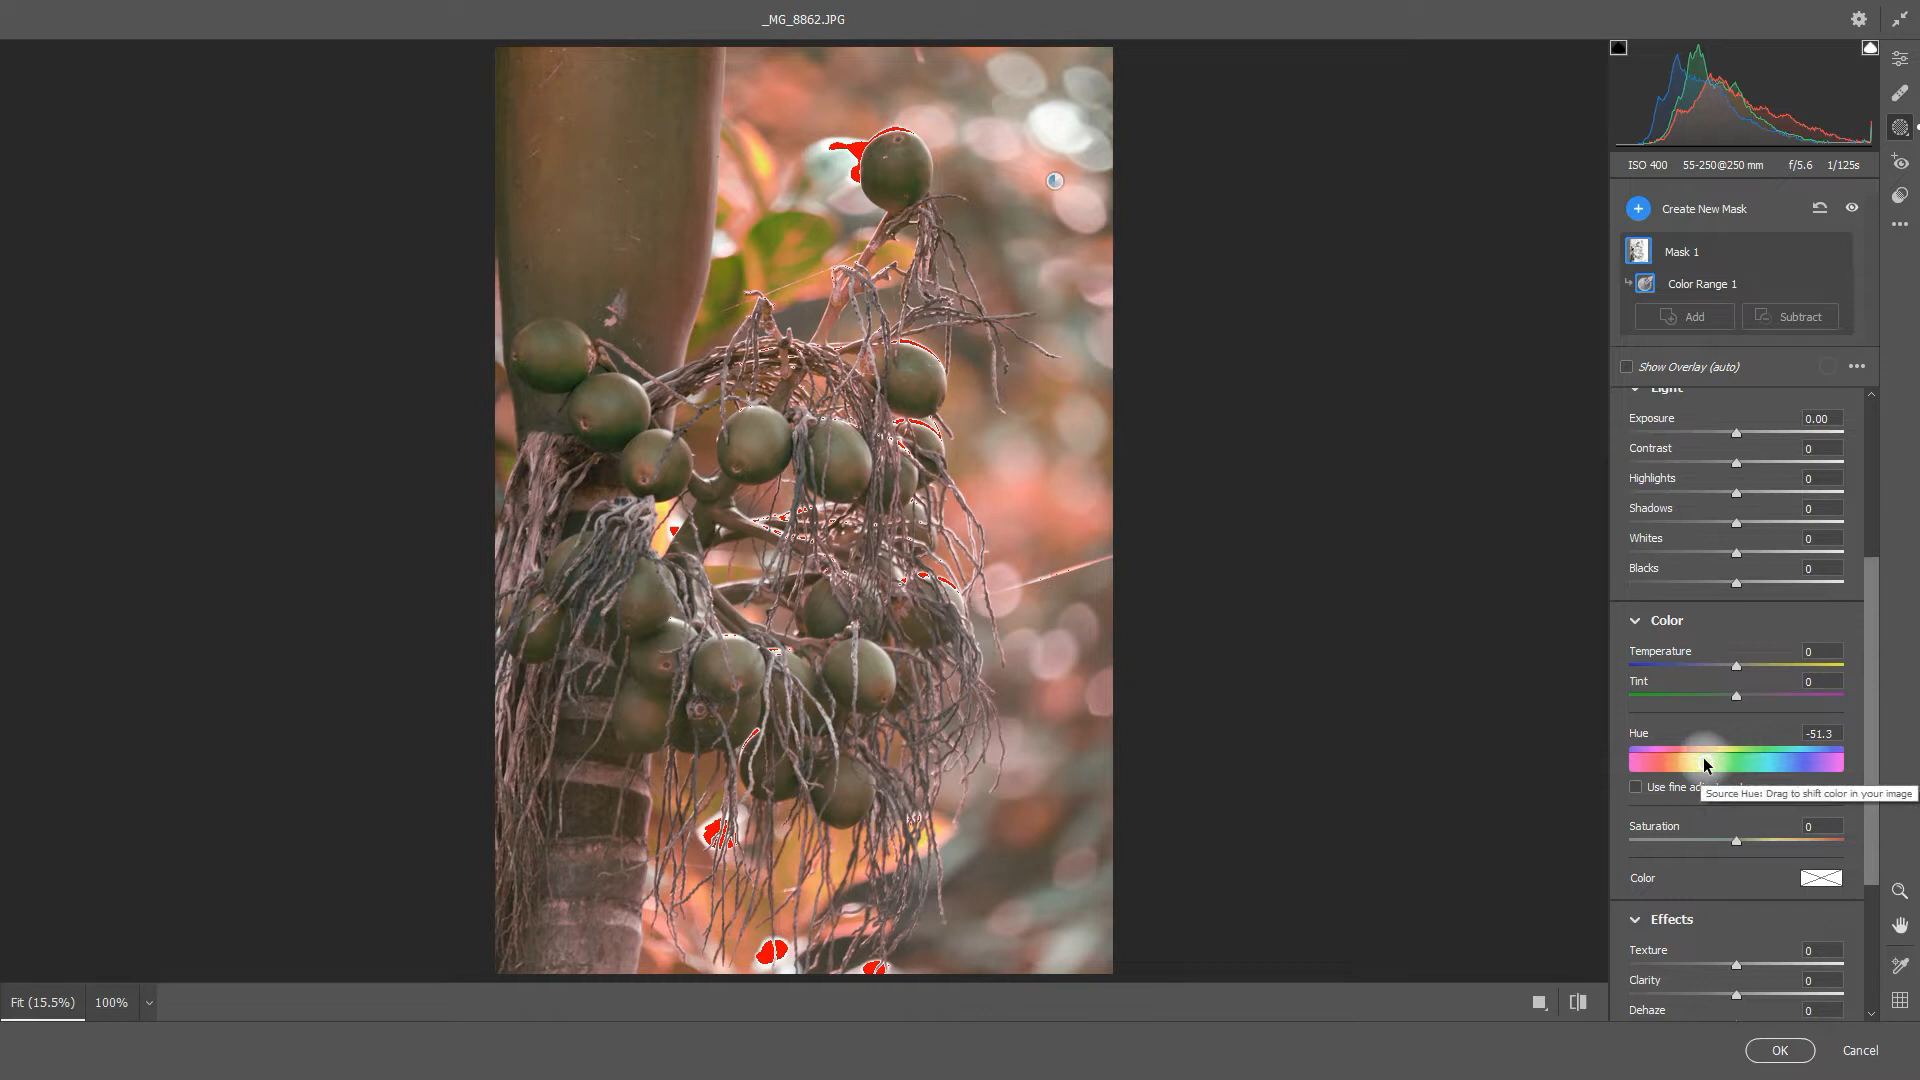 _MG_8862.JPG
ISO 400 55-250@250 mm f/5.6 1/125s
Create New Mask
Mask 1
Color Range 1
Add Subtract
Show Overlay (auto)
Light
Exposure 0.00
Contrast 0
Highlights 0
Shadows 0
Whites 0
Blacks 0
Color
Temperature 0
Tint 0
Hue -51.3
Use fine
Source Hue: Drag to shift color in your image
Saturation 0
Color
Effects
Texture 0
Clarity 0
Dehaze 0
Fit (15.5%) 100%
OK Cancel